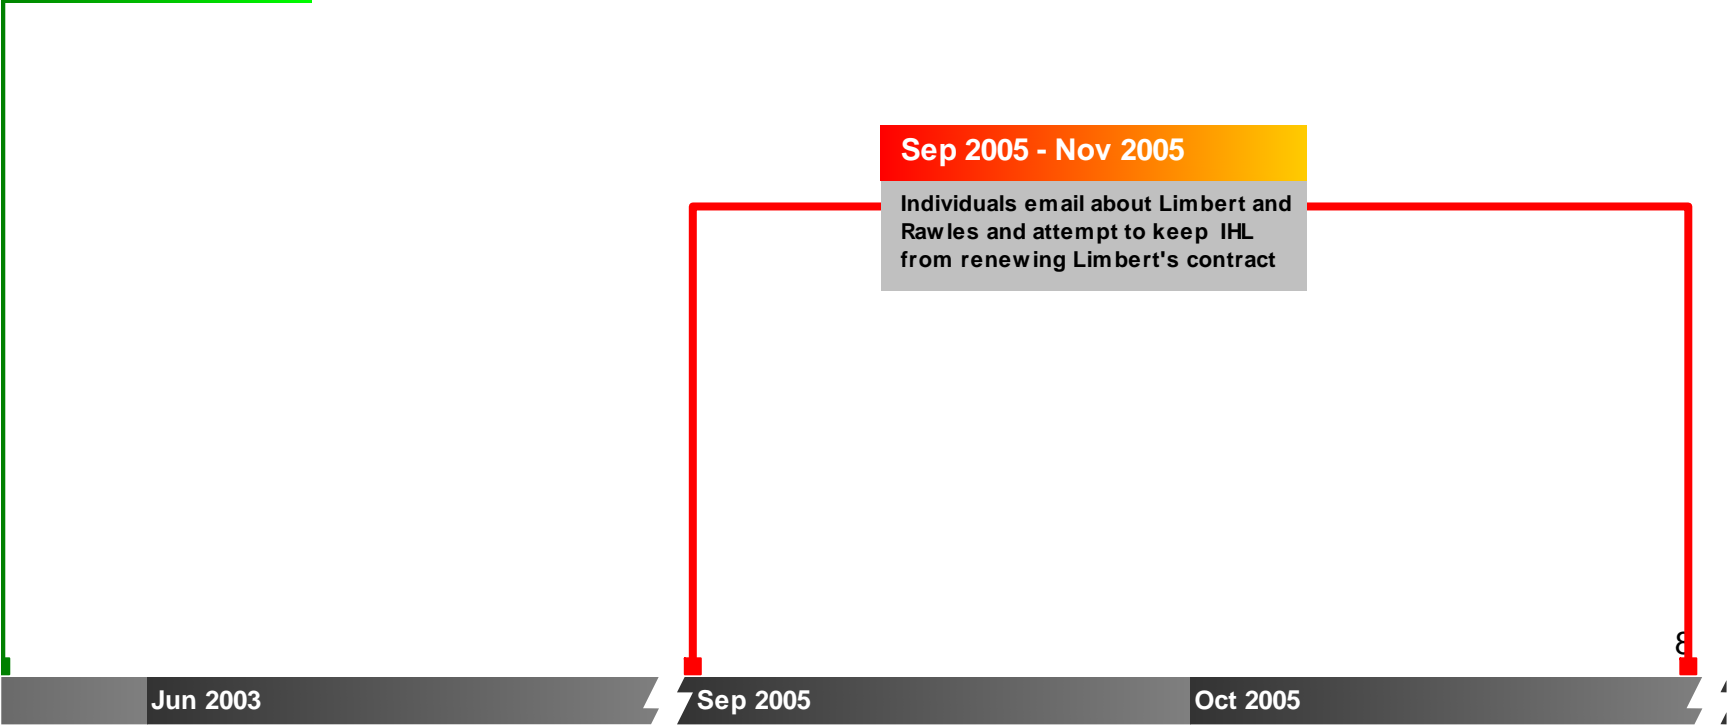 Sep 2005 - Nov 2005
Individuals email about Limbert and
Rawles and attempt to keep IHL
from renewing Limbert's contract
8
Jun 2003
Sep 2005
Oct 2005